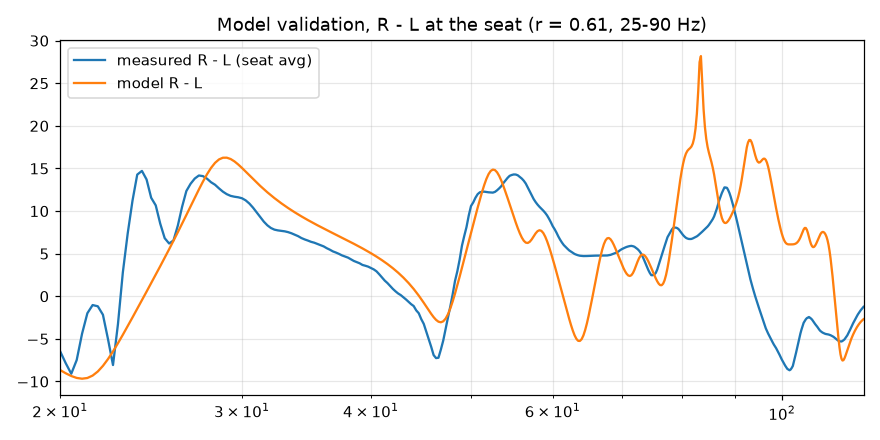 Model validation, R - L at the seat (r = 0.61, 25-90 Hz)
measured R - L (seat avg)
model R - L
30
25
20
15
10
5
0
−5
−10
2 × 10¹
3 × 10¹
4 × 10¹
6 × 10¹
10²